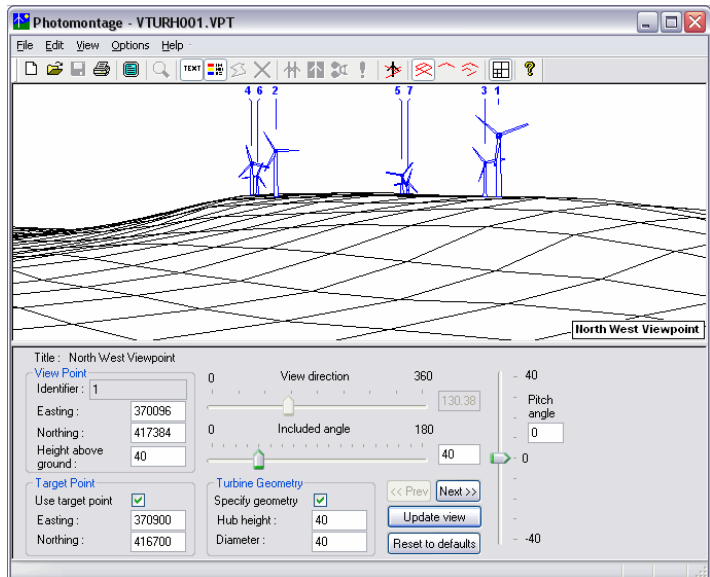 Photomontage - VTURH001.VPT
File Edit View Options Help
TEXT
4 6 2 5 7 3 1
North West Viewpoint
Title : North West Viewpoint
View Point
Identifier : 1
Easting : 370096
Northing : 417384
Height above ground : 40
0 View direction 360
130.38
0 Included angle 180
40
40
Pitch angle
0
0
-40
Target Point
Use target point
Easting : 370900
Northing : 416700
Turbine Geometry
Specify geometry
Hub height : 40
Diameter : 40
<< Prev Next >>
Update view
Reset to defaults